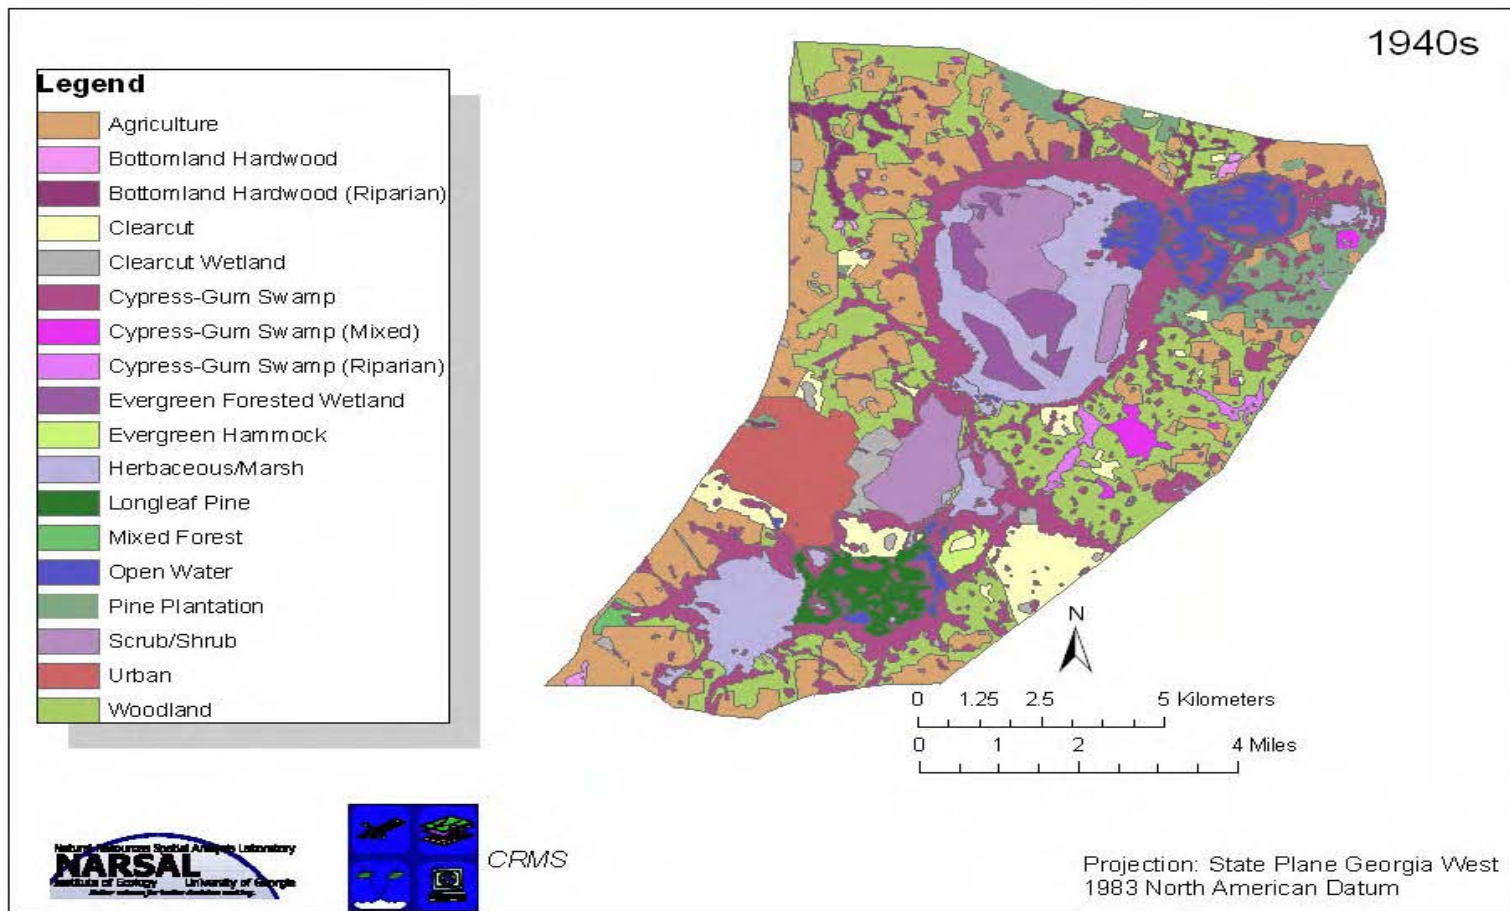 1940s
Legend
Agriculture
Bottomland Hardwood
Bottomland Hardwood (Riparian)
Clearcut
Clearcut Wetland
Cypress-Gum Swamp
Cypress-Gum Swamp (Mixed)
Cypress-Gum Swamp (Riparian)
Evergreen Forested Wetland
Evergreen Hammock
Herbaceous/Marsh
Longleaf Pine
Mixed Forest
Open Water
Pine Plantation
Scrub/Shrub
Urban
Woodland
N
0 1.25 2.5 5 Kilometers
0 1 2 4 Miles
Natural Resources Spatial Analysis Laboratory
NARSAL
Institute of Ecology University of Georgia
CRMS
Projection: State Plane Georgia West
1983 North American Datum